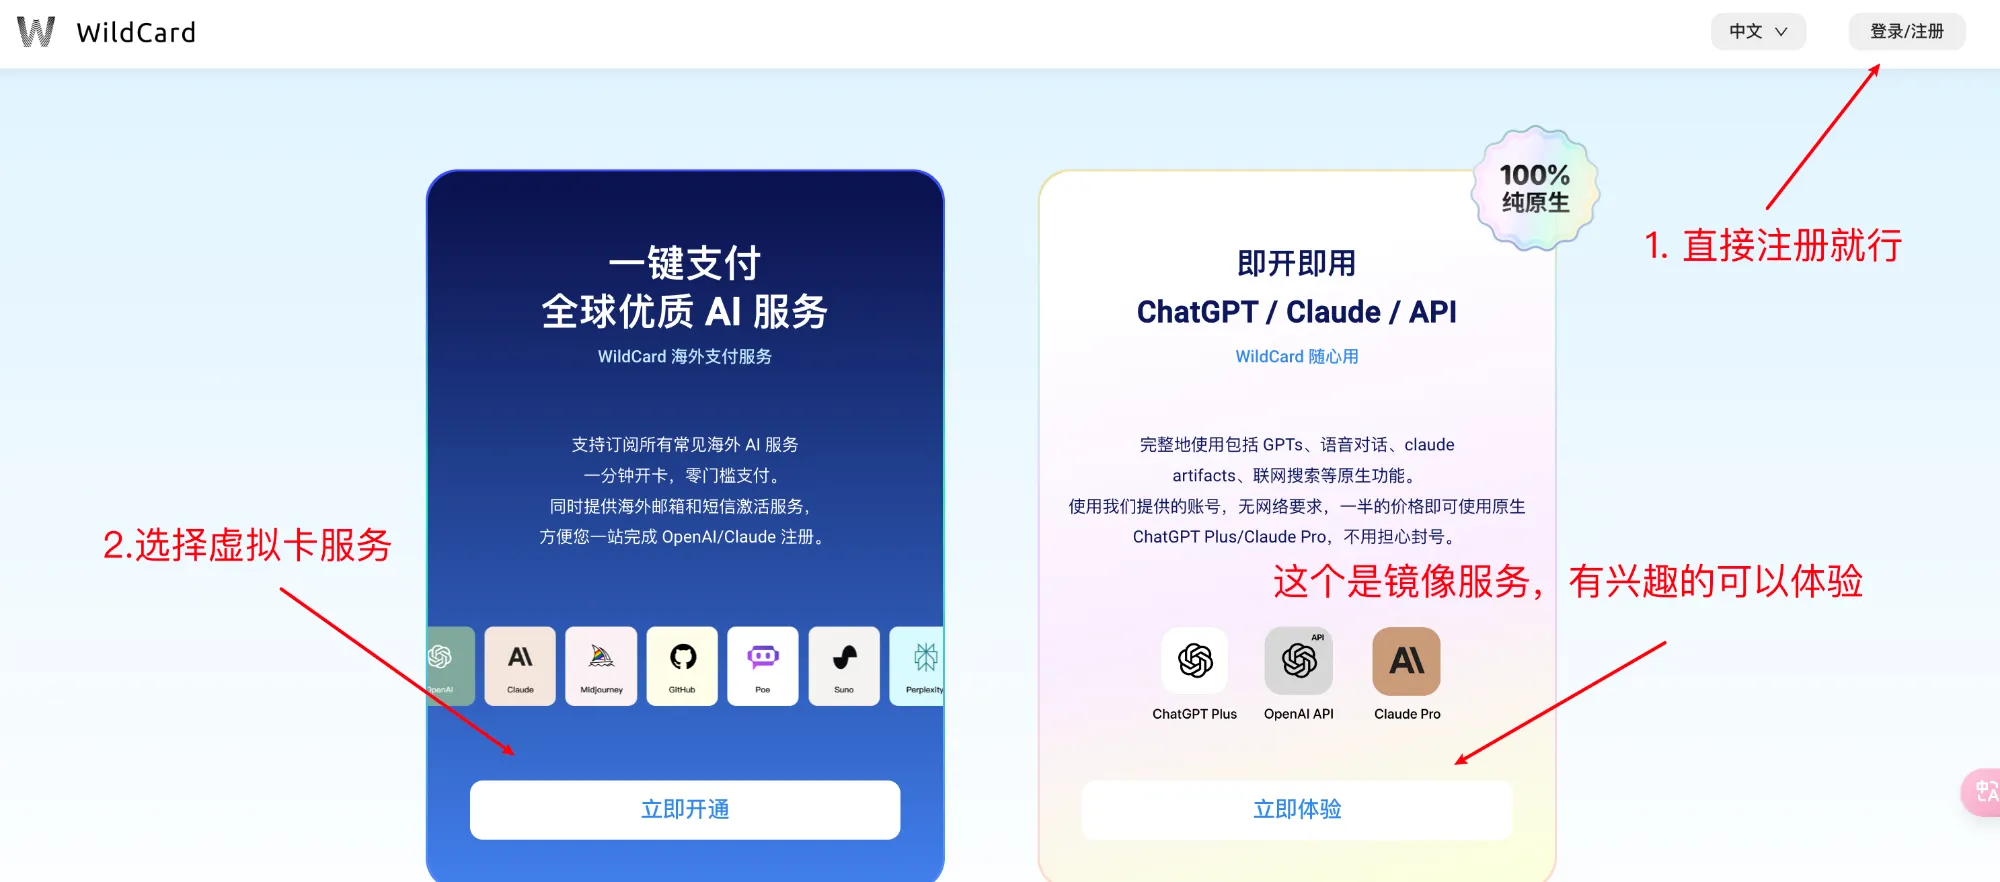 WildCard
中文
登录/注册
1. 直接注册就行
100%
纯原生
一键支付
全球优质 AI 服务
WildCard 海外支付服务
支持订阅所有常见海外 AI 服务
一分钟开卡，零门槛支付。
同时提供海外邮箱和短信激活服务，
方便您一站完成 OpenAI/Claude 注册。
2.选择虚拟卡服务
OpenAI
Claude
Midjourney
GitHub
Poe
Suno
Perplexity
立即开通
即开即用
ChatGPT / Claude / API
WildCard 随心用
完整地使用包括 GPTs、语音对话、claude
artifacts、联网搜索等原生功能。
使用我们提供的账号，无网络要求，一半的价格即可使用原生
ChatGPT Plus/Claude Pro，不用担心封号。
这个是镜像服务，有兴趣的可以体验
API
ChatGPT Plus
OpenAI API
Claude Pro
立即体验
中
A